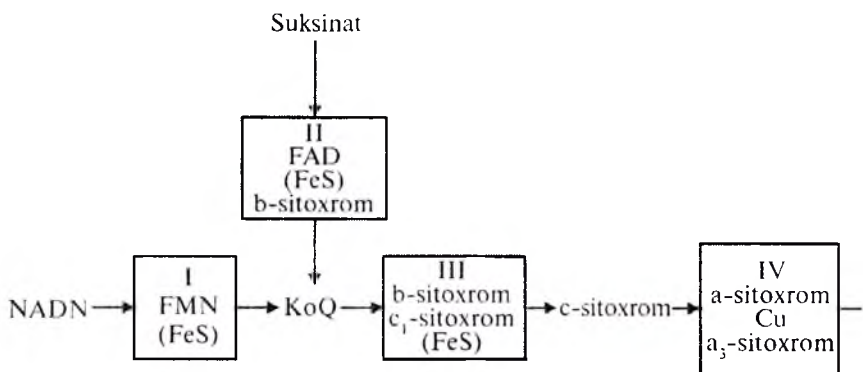 Suksinat
II
FAD
(FeS)
b-sitoxrom
I
FMN
(FeS)
NADN
KoQ
III
b-sitoxrom
c₁-sitoxrom
(FeS)
c-sitoxrom
IV
a-sitoxrom
Cu
a₃-sitoxrom